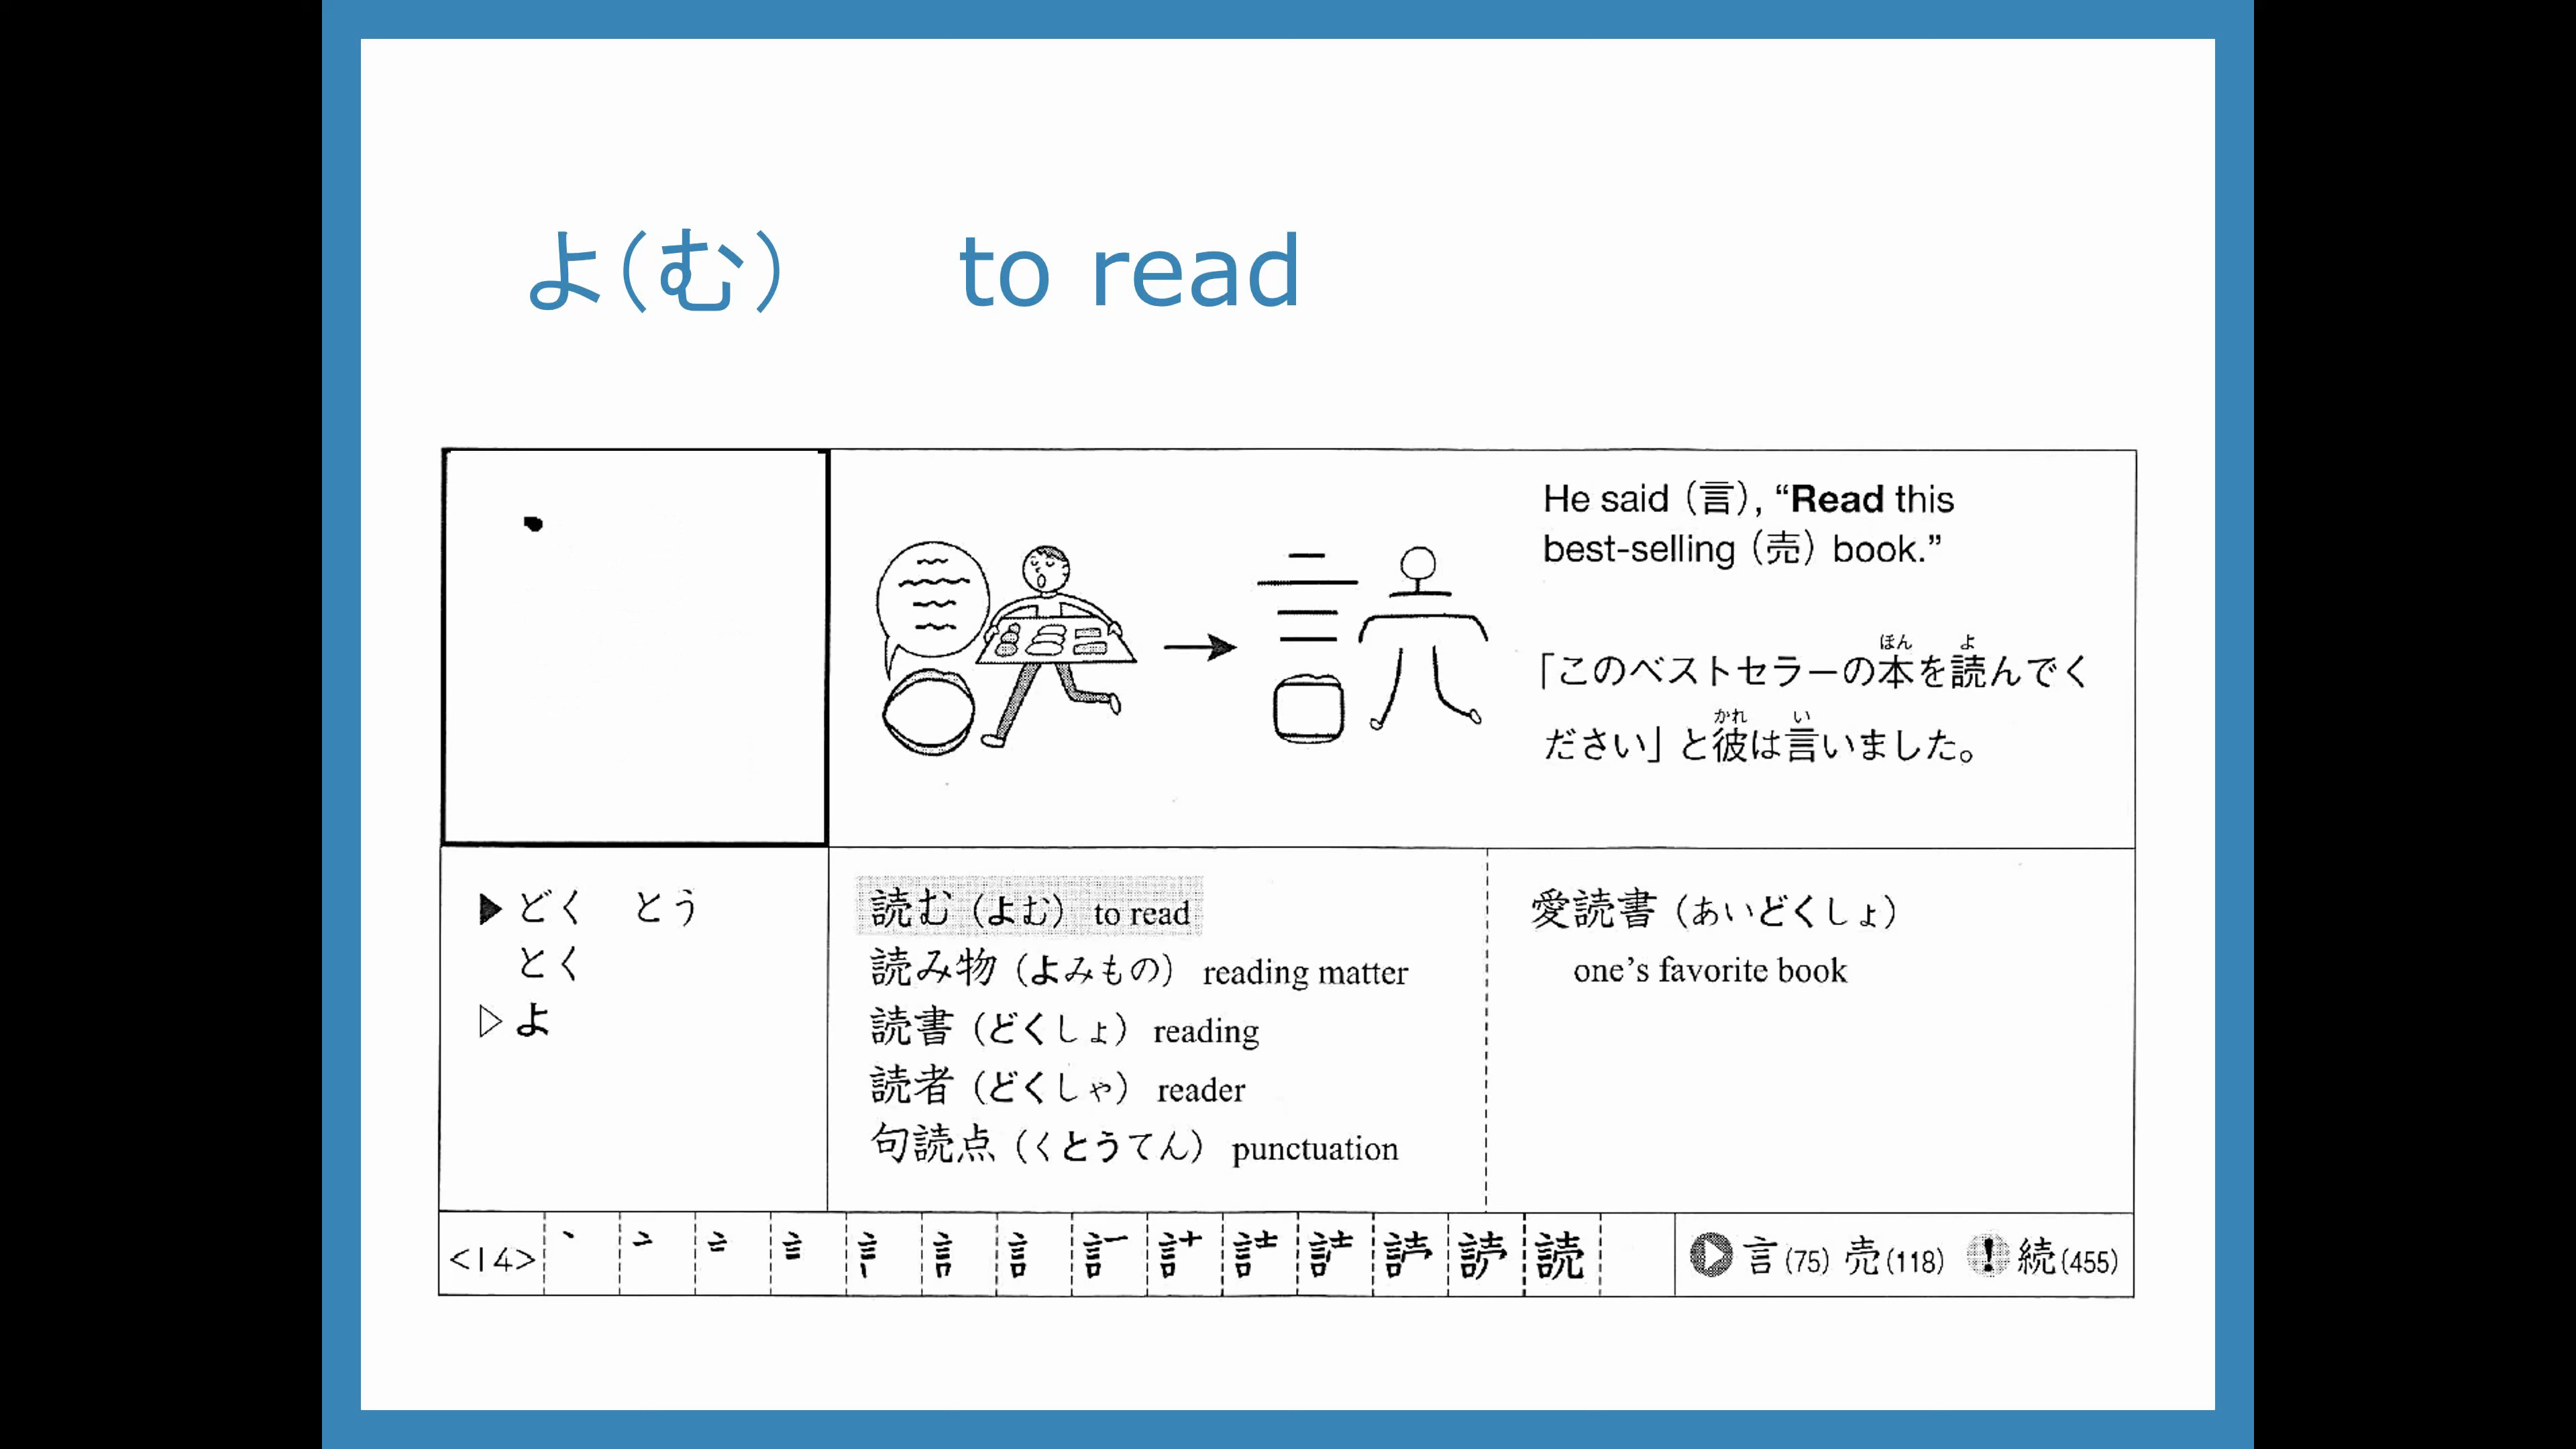 よ(む) to read
He said (言), “Read this
best-selling (売) book.”
ほん よ
「このベストセラーの本を読んでく
かれ い
ださい」と彼は言いました。
▶どく とう
とく
▷よ
読む (よむ) to read
読み物 (よみもの) reading matter
読書 (どくしょ) reading
読者 (どくしゃ) reader
句読点 (くとうてん) punctuation
愛読書 (あいどくしょ)
one’s favorite book
<14> 読
言(75) 売(118) ! 続(455)